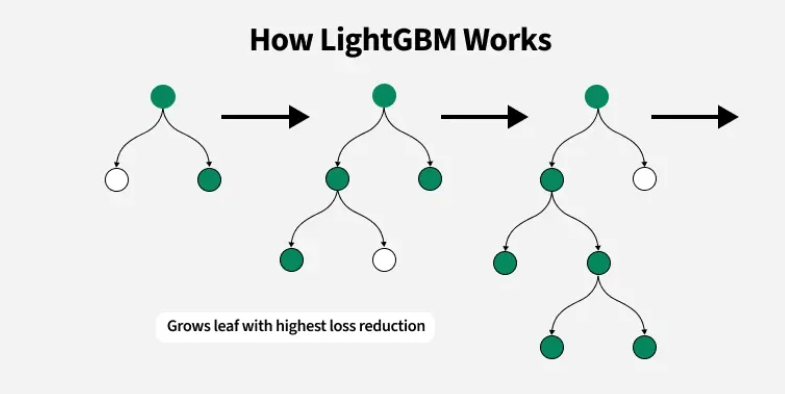 How LightGBM Works
Grows leaf with highest loss reduction